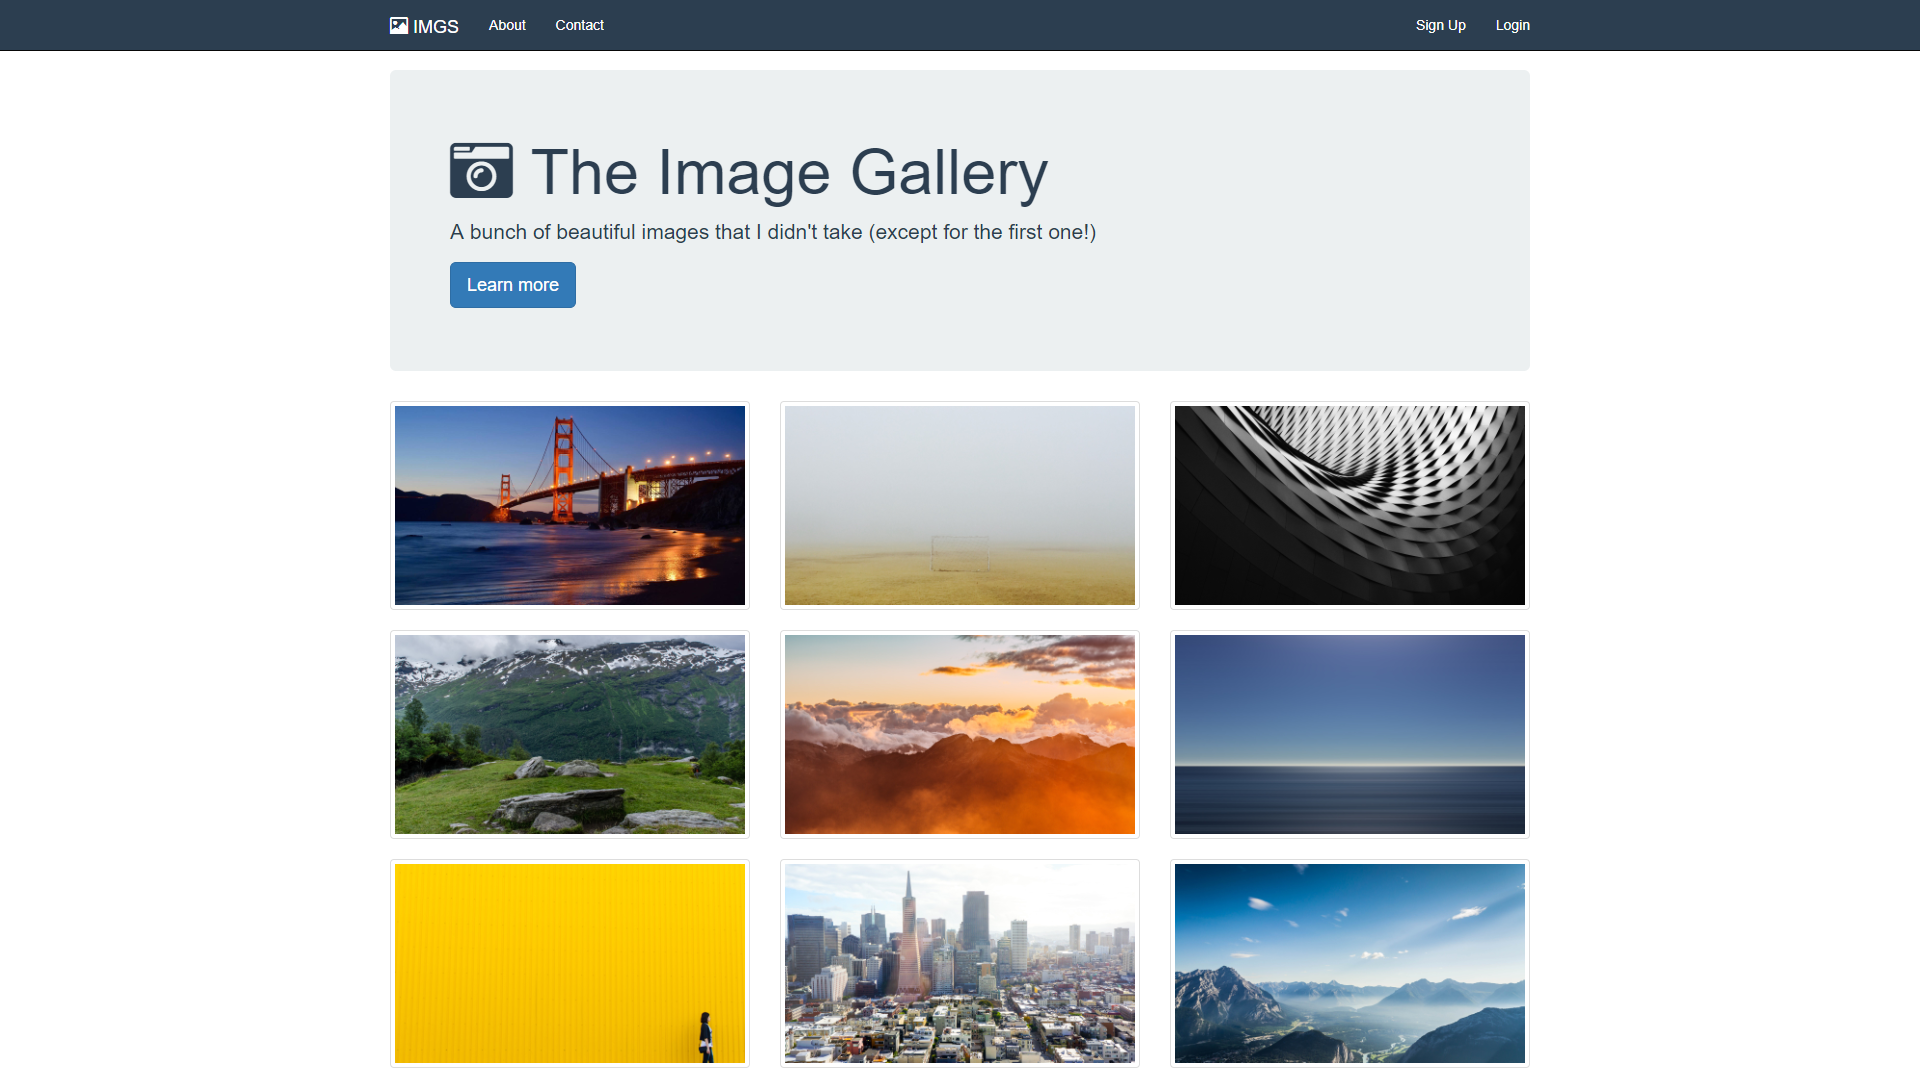 IMGS About Contact Sign Up Login
The Image Gallery
A bunch of beautiful images that I didn't take (except for the first one!)
Learn more